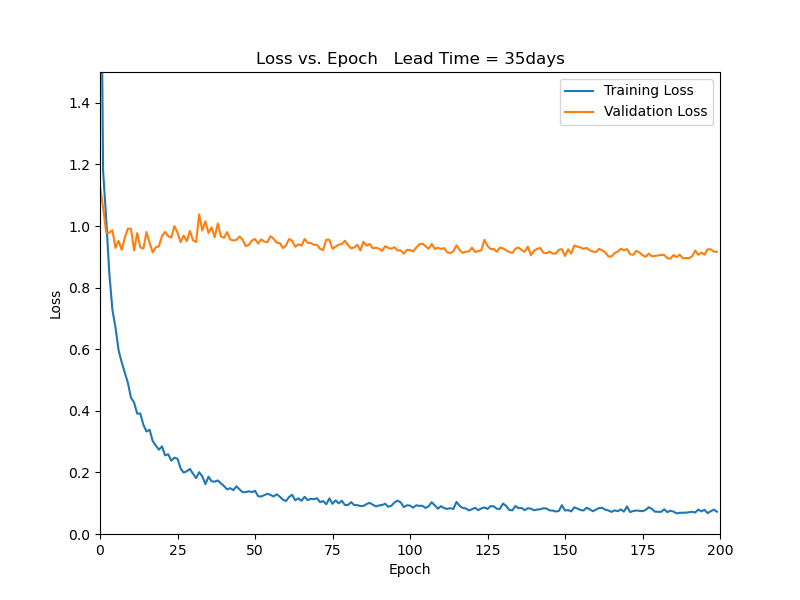 Loss vs. Epoch   Lead Time = 35days
Training Loss
Validation Loss
Loss
1.4
1.2
1.0
0.8
0.6
0.4
0.2
0.0
0 25 50 75 100 125 150 175 200
Epoch